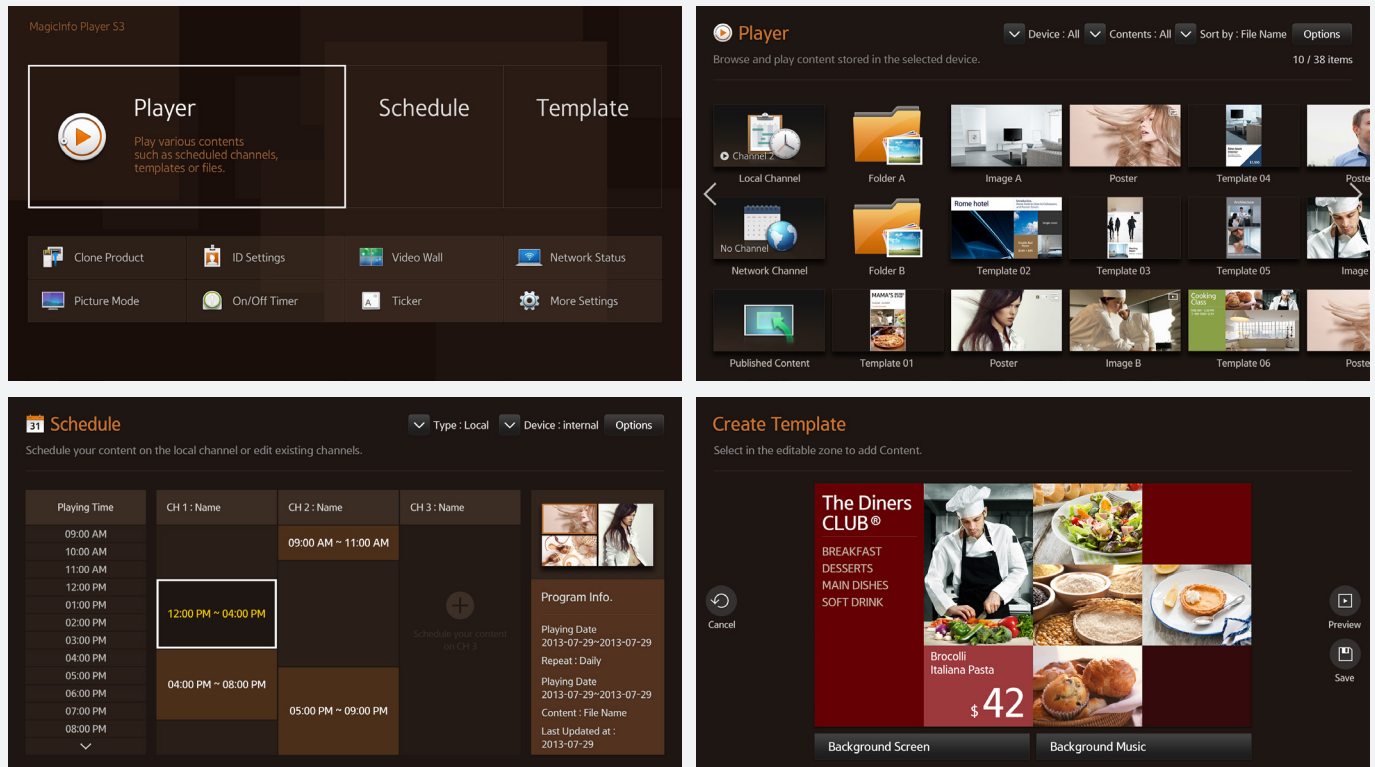 MagicInfo Player S3
Player
Play various contents
such as scheduled channels,
templates or files.
Schedule
Template
Clone Product
ID Settings
Video Wall
Network Status
Picture Mode
On/Off Timer
Ticker
More Settings
Player
Device : All
Contents : All
Sort by : File Name
Options
Browse and play content stored in the selected device.
10 / 38 items
Channel 2
Local Channel
Folder A
Image A
Poster
Template 04
Poste
No Channel
Network Channel
Folder B
Rome hotel
Template 02
Template 03
Template 05
Image
Published Content
MAMA'S
Template 01
Poster
Image B
Cooking
Class
Template 06
Poste
31
Schedule
Type : Local
Device : internal
Options
Schedule your content on the local channel or edit existing channels.
Playing Time
CH 1 : Name
CH 2 : Name
CH 3 : Name
09:00 AM
10:00 AM
11:00 AM
12:00 PM
01:00 PM
02:00 PM
03:00 PM
04:00 PM
05:00 PM
06:00 PM
07:00 PM
08:00 PM
12:00 PM ~ 04:00 PM
04:00 PM ~ 08:00 PM
09:00 AM ~ 11:00 AM
05:00 PM ~ 09:00 PM
Schedule your content
on CH 3
Program Info.
Playing Date
2013-07-29~2013-07-29
Repeat : Daily
Playing Date
2013-07-29~2013-07-29
Content : File Name
Last Updated at :
2013-07-29
Create Template
Select in the editable zone to add Content.
The Diners
CLUB ®
BREAKFAST
DESSERTS
MAIN DISHES
SOFT DRINK
Brocolli
Italiana Pasta
$ 42
Cancel
Preview
Save
Background Screen
Background Music